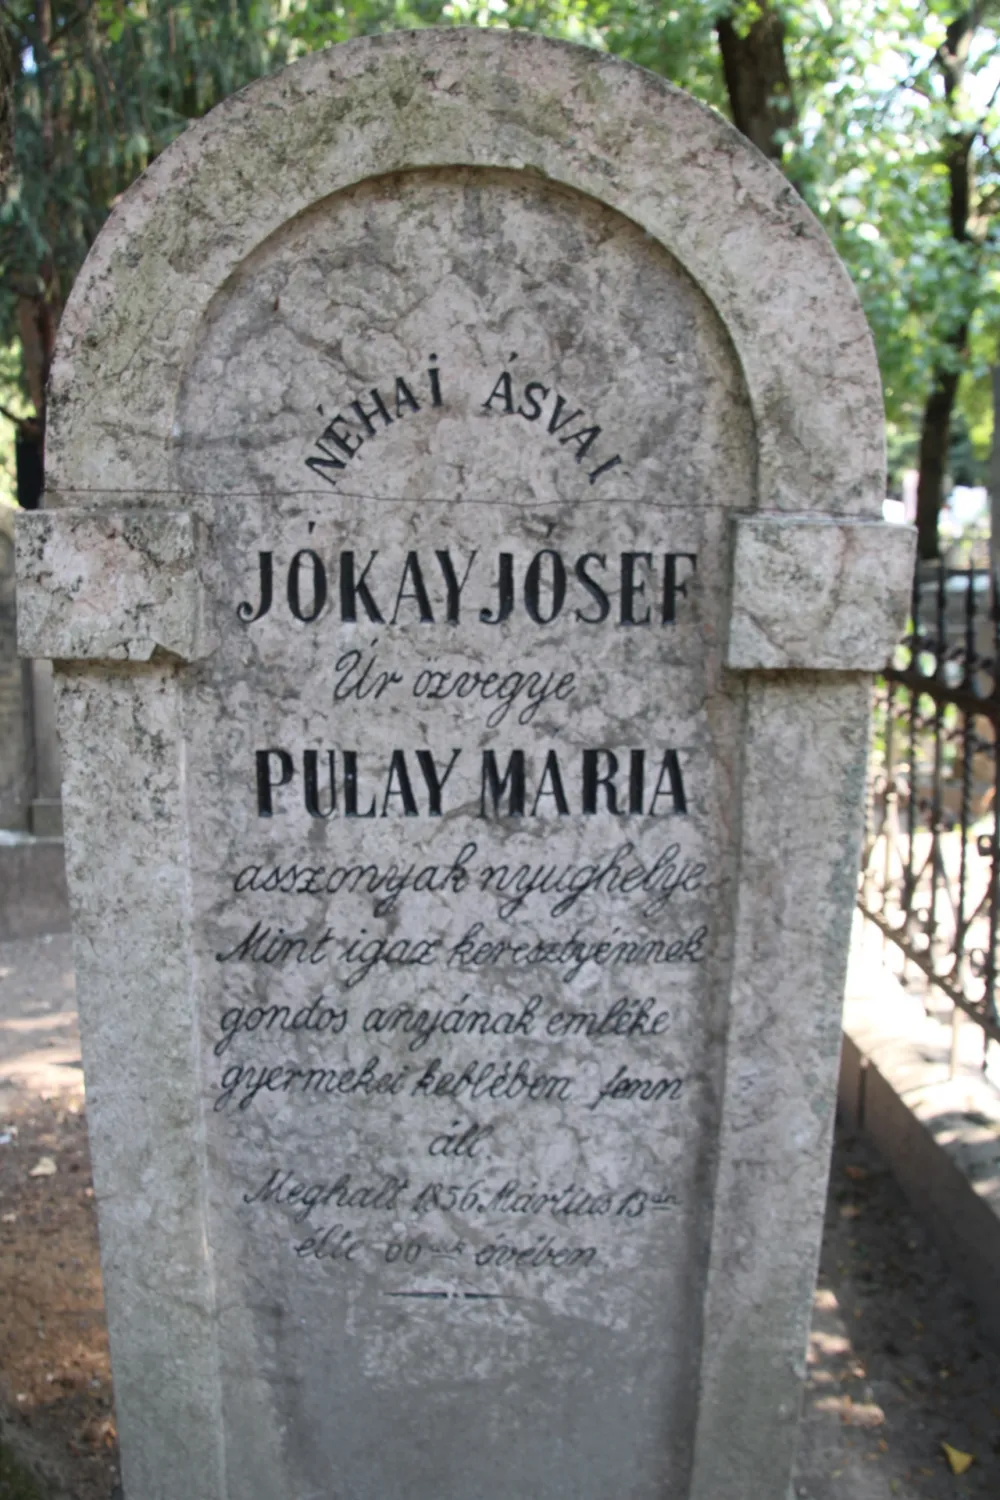 NÉHAI ÁSVAI
JÓKAY JÓSEF
Úr özvegye
PULAY MARIA
asszonyak nyughelye
Mint igaz keresztyénnek
gondos anyának emléke
gyermekei keblében fenn
áll.
Meghalt 1856. Mártius 13án
élte 66ik évében